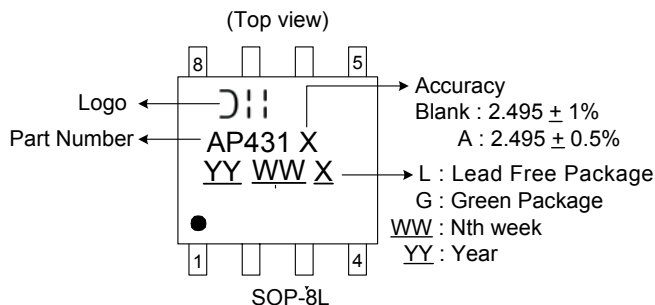 (Top view)
8 5
Logo
Accuracy
Blank : 2.495 ± 1%
A : 2.495 ± 0.5%
Part Number
AP431 X
YY WW X
L : Lead Free Package
G : Green Package
WW : Nth week
YY : Year
1 4
SOP-8L